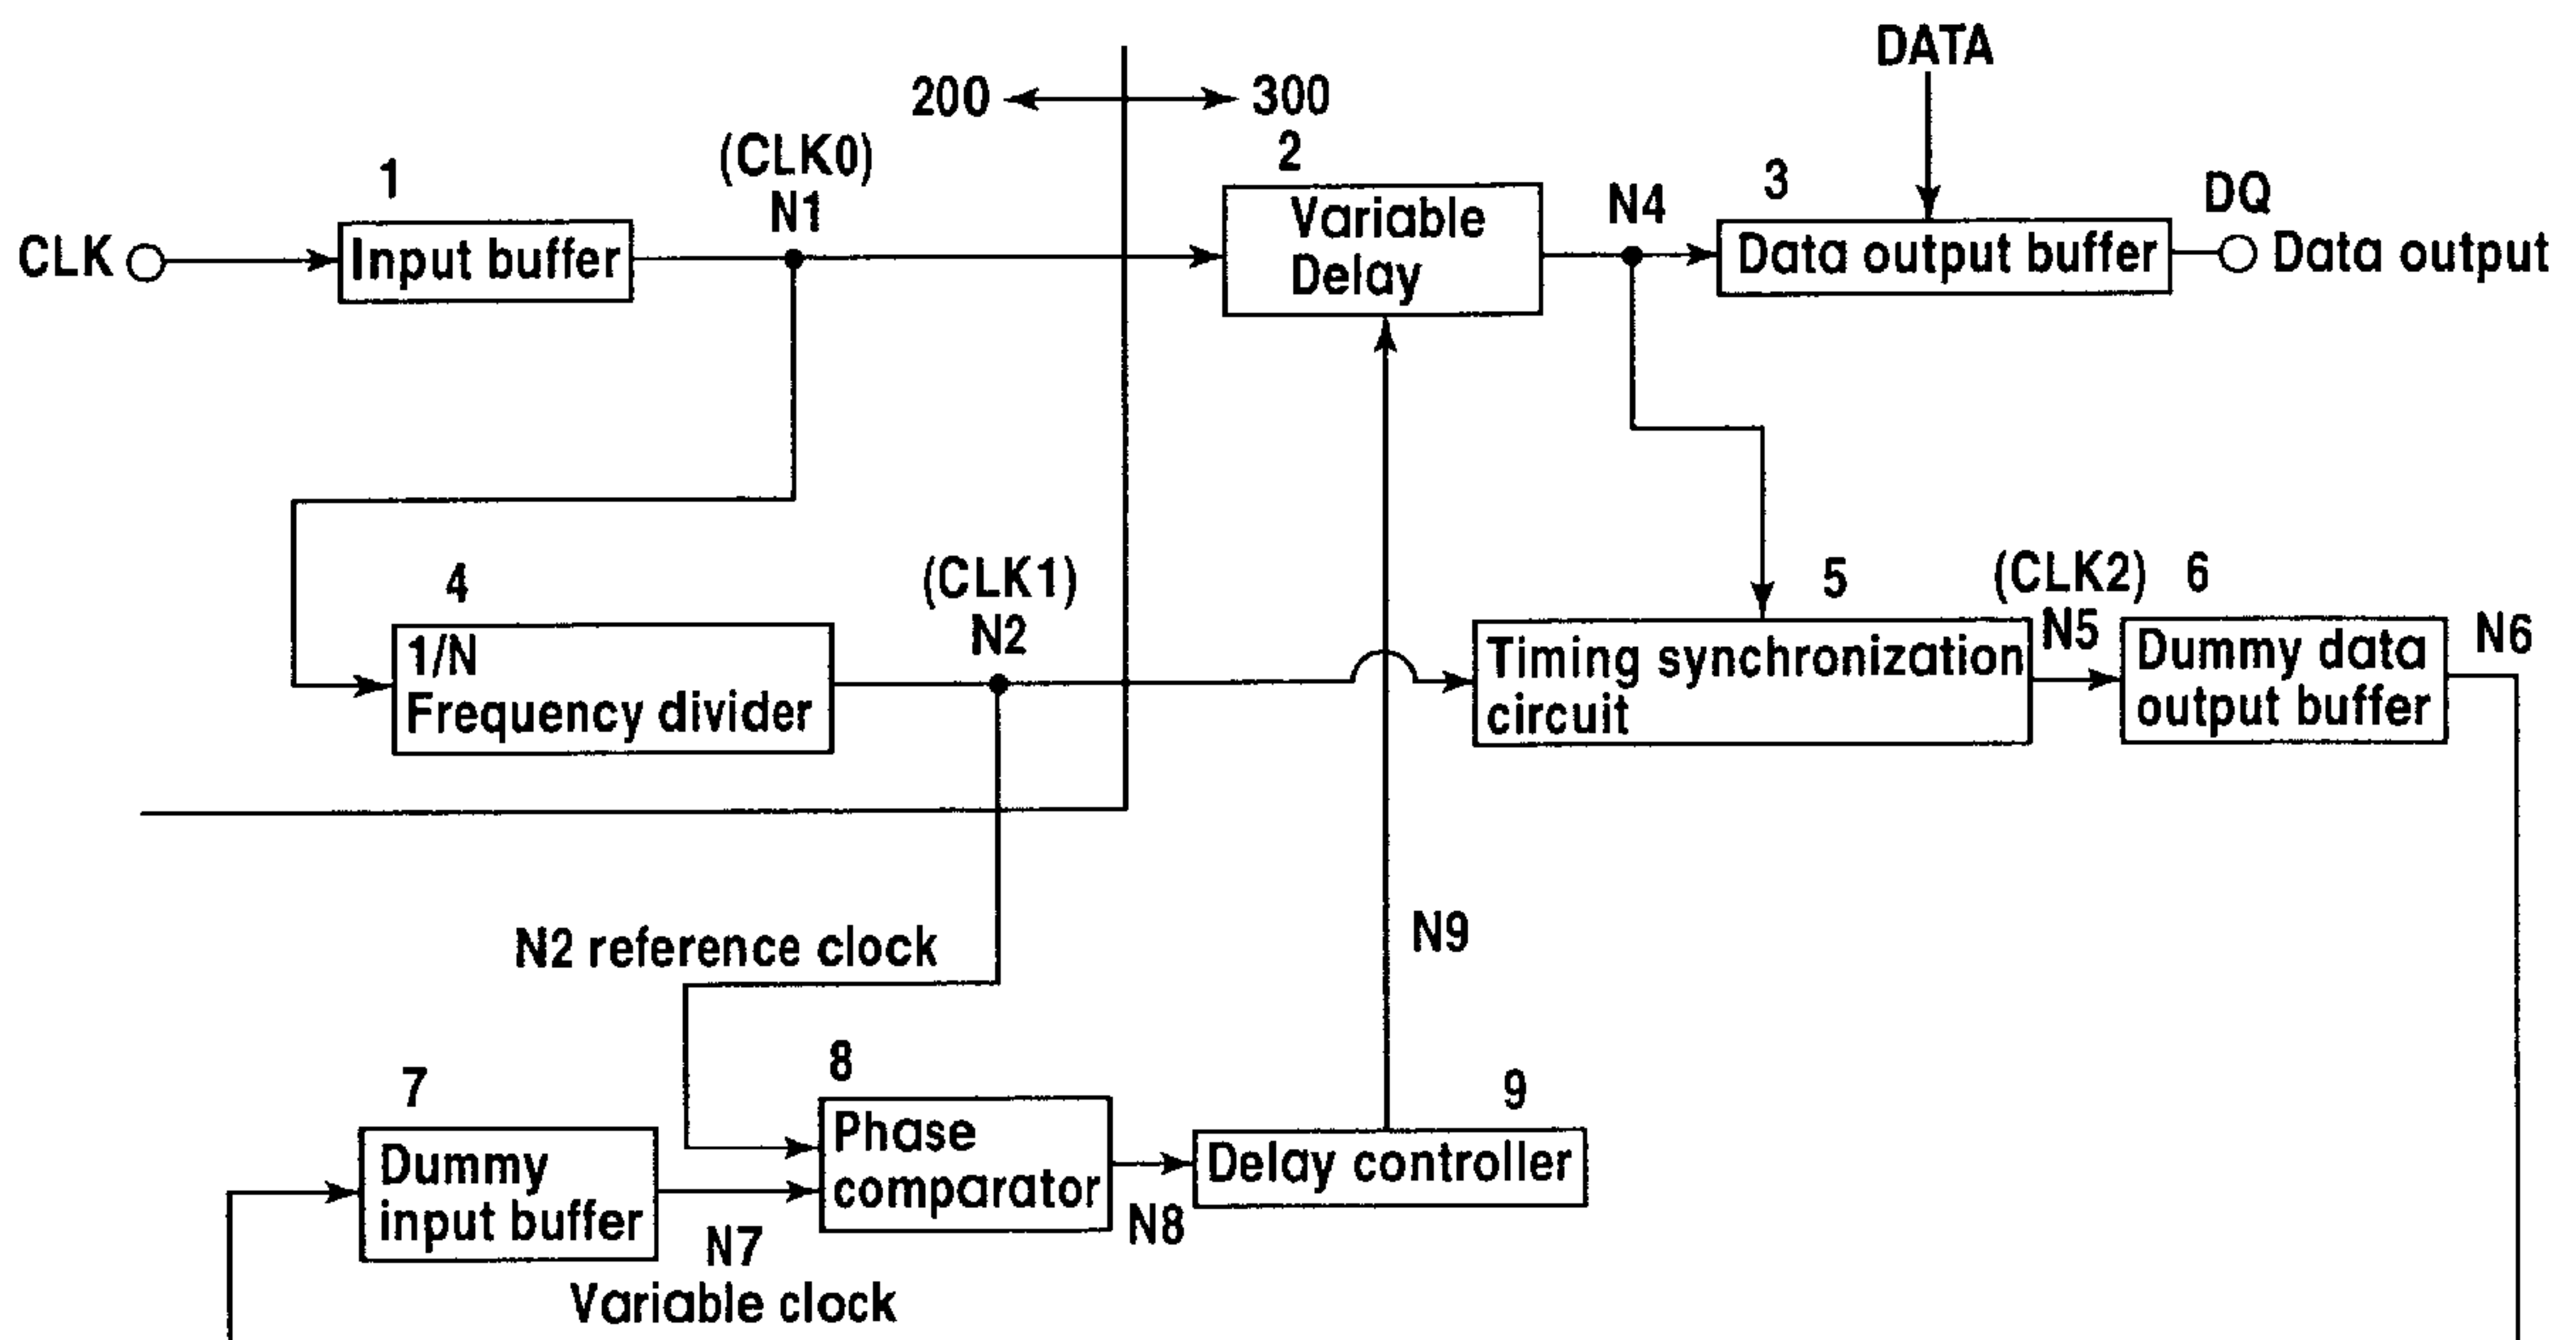 DATA
200
300
2
(CLK0)
N1
1
CLK
Input buffer
Variable
Delay
N4
3
Data output buffer
DQ
Data output
4
(CLK1)
N2
1/N
Frequency divider
5
Timing synchronization
circuit
(CLK2)
N5
6
Dummy data
output buffer
N6
N2 reference clock
N9
7
Dummy
input buffer
N7
Variable clock
8
Phase
comparator
N8
9
Delay controller